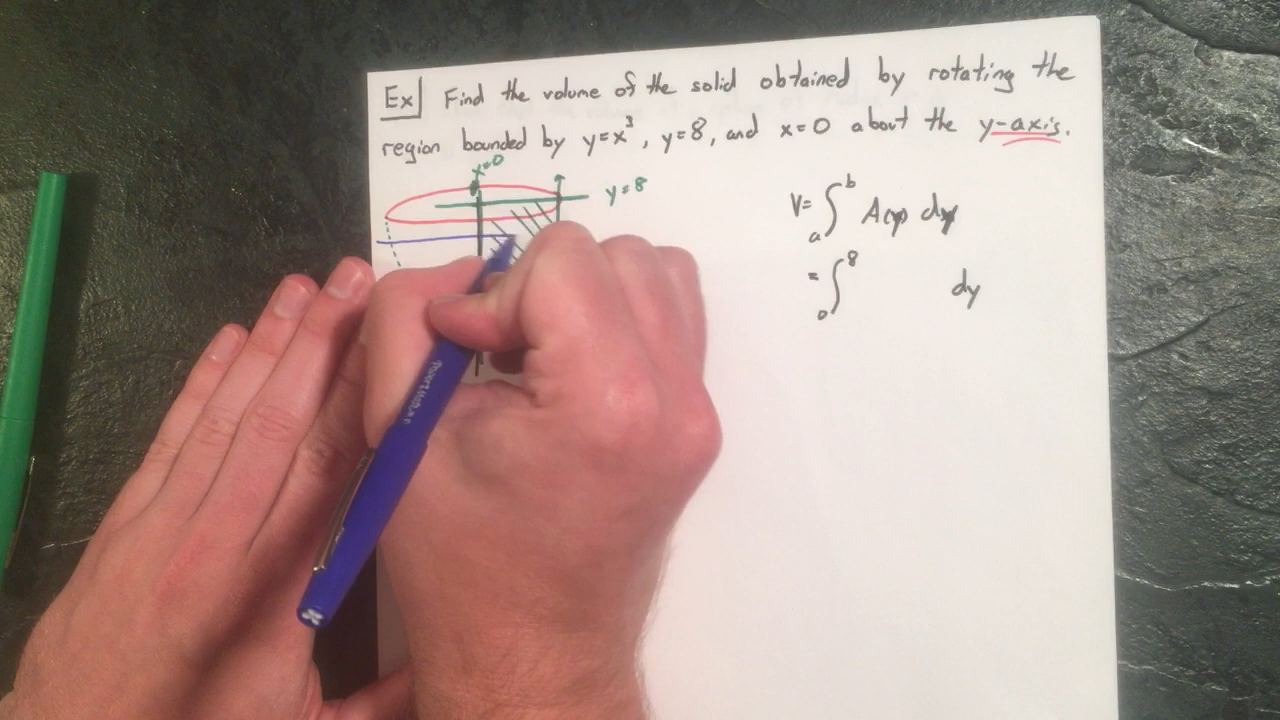 Ex Find the volume of the solid obtained by rotating the
region bounded by y=x³, y=8, and x=0 about the y-axis.
x=0
y=8
V= ∫ₐᵇ A(y) dy
= ∫₀⁸ dy